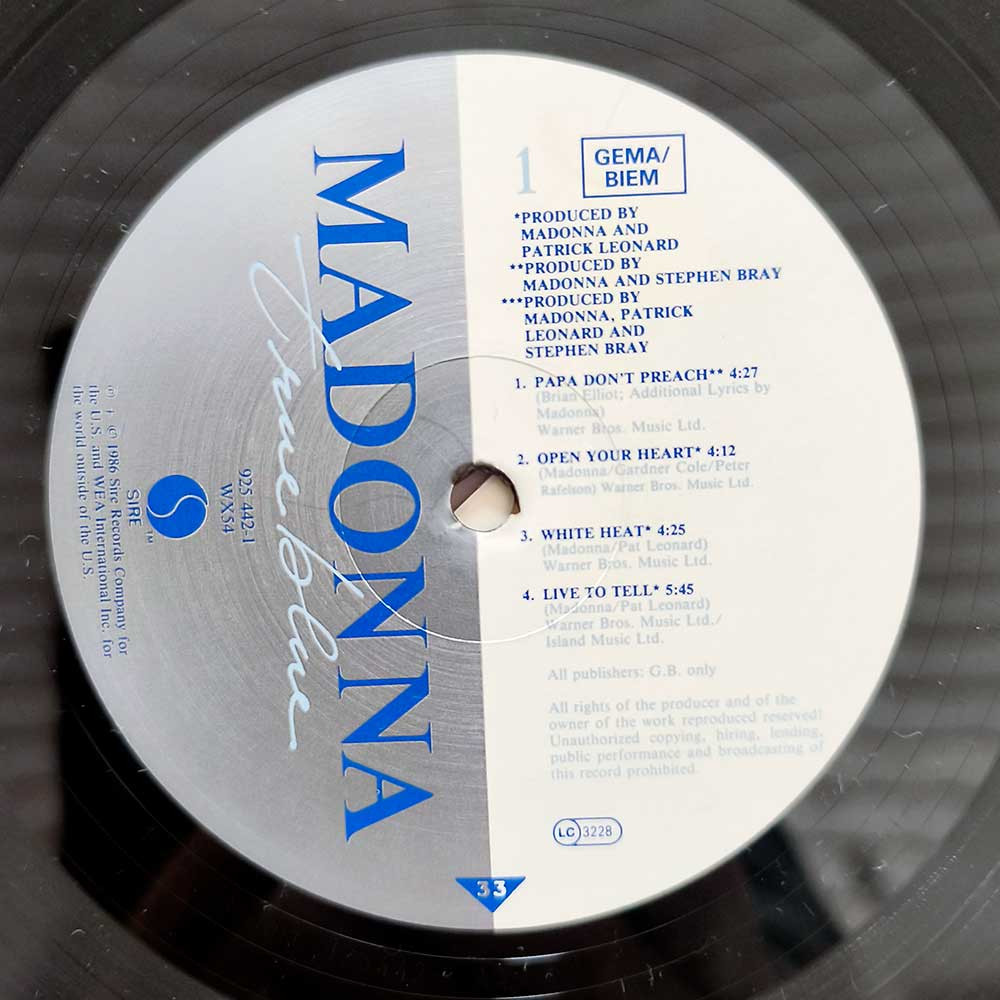 MADONNA
True blue
925 442-1
WX54
SIRE
TM
℗ + © 1986 Sire Records Company for
the U.S. and WEA International Inc. for
the world outside of the U.S.
1
GEMA/
BIEM
*PRODUCED BY
MADONNA AND
PATRICK LEONARD
**PRODUCED BY
MADONNA AND STEPHEN BRAY
***PRODUCED BY
MADONNA, PATRICK
LEONARD AND
STEPHEN BRAY
1. PAPA DON'T PREACH** 4:27
(Brian Elliot; Additional Lyrics by
Madonna)
Warner Bros. Music Ltd.
2. OPEN YOUR HEART* 4:12
(Madonna/Gardner Cole/Peter
Rafelson) Warner Bros. Music Ltd.
3. WHITE HEAT* 4:25
(Madonna/Pat Leonard)
Warner Bros. Music Ltd.
4. LIVE TO TELL* 5:45
(Madonna/Pat Leonard)
Warner Bros. Music Ltd./
Island Music Ltd.
All publishers: G.B. only
All rights of the producer and of the
owner of the work reproduced reserved!
Unauthorized copying, hiring, lending,
public performance and broadcasting of
this record prohibited.
LC 3228
33